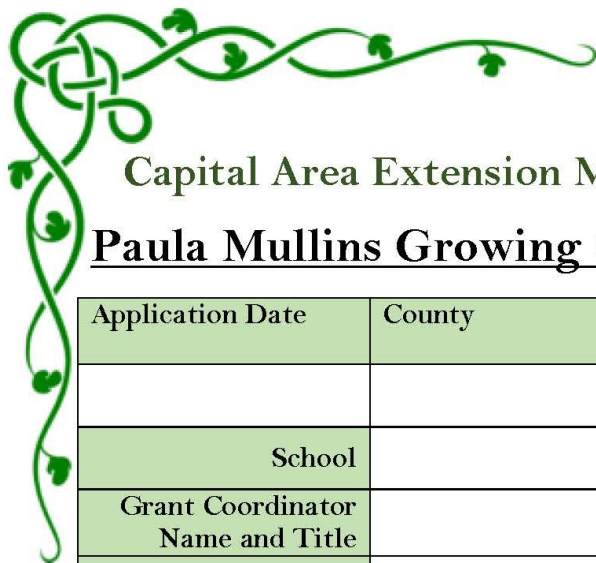 Capital Area Extension M
Paula Mullins Growing
Application Date County
School
Grant Coordinator
Name and Title